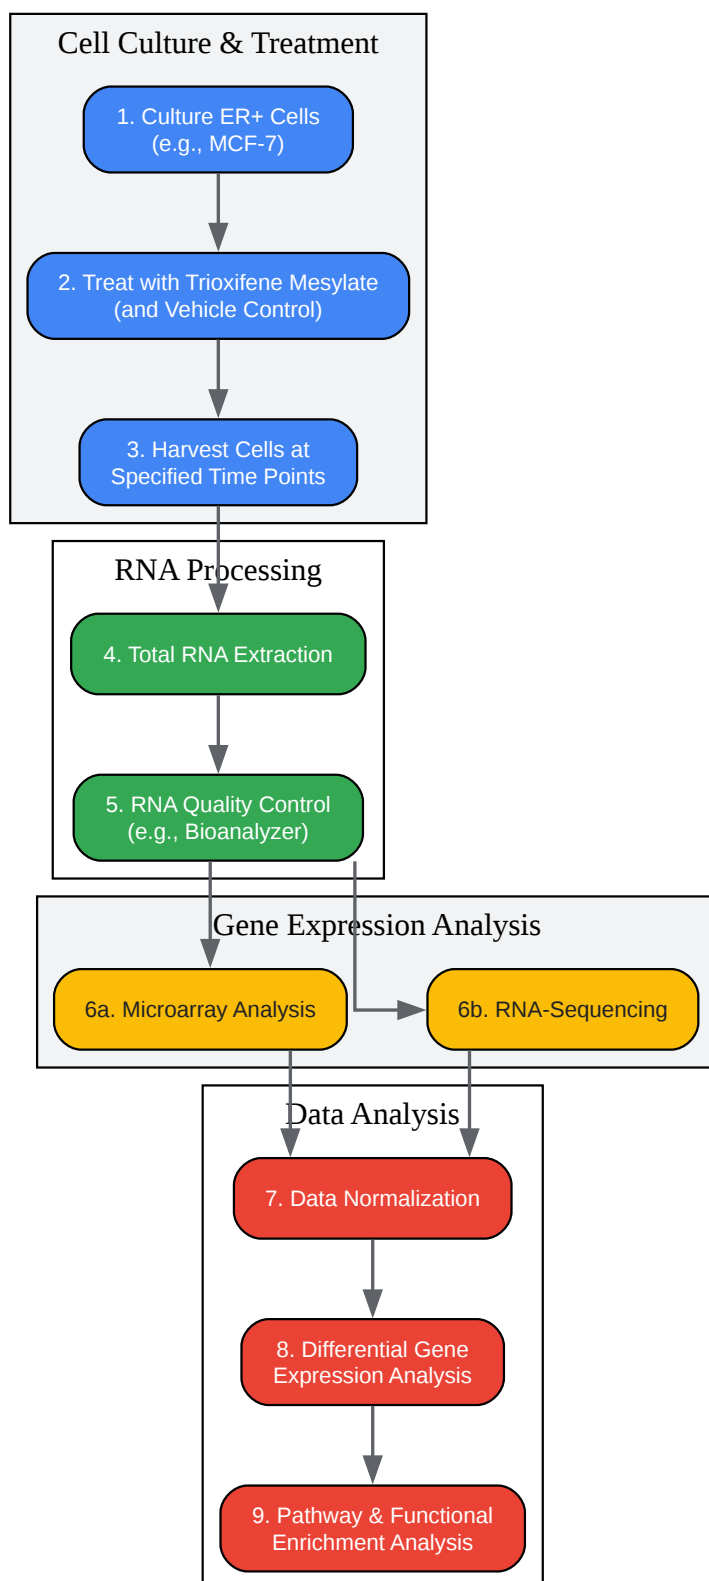 Cell Culture & Treatment
1. Culture ER+ Cells
(e.g., MCF-7)
2. Treat with Trioxifene Mesylate
(and Vehicle Control)
3. Harvest Cells at
Specified Time Points
RNA Processing
4. Total RNA Extraction
5. RNA Quality Control
(e.g., Bioanalyzer)
Gene Expression Analysis
6a. Microarray Analysis
6b. RNA-Sequencing
Data Analysis
7. Data Normalization
8. Differential Gene
Expression Analysis
9. Pathway & Functional
Enrichment Analysis